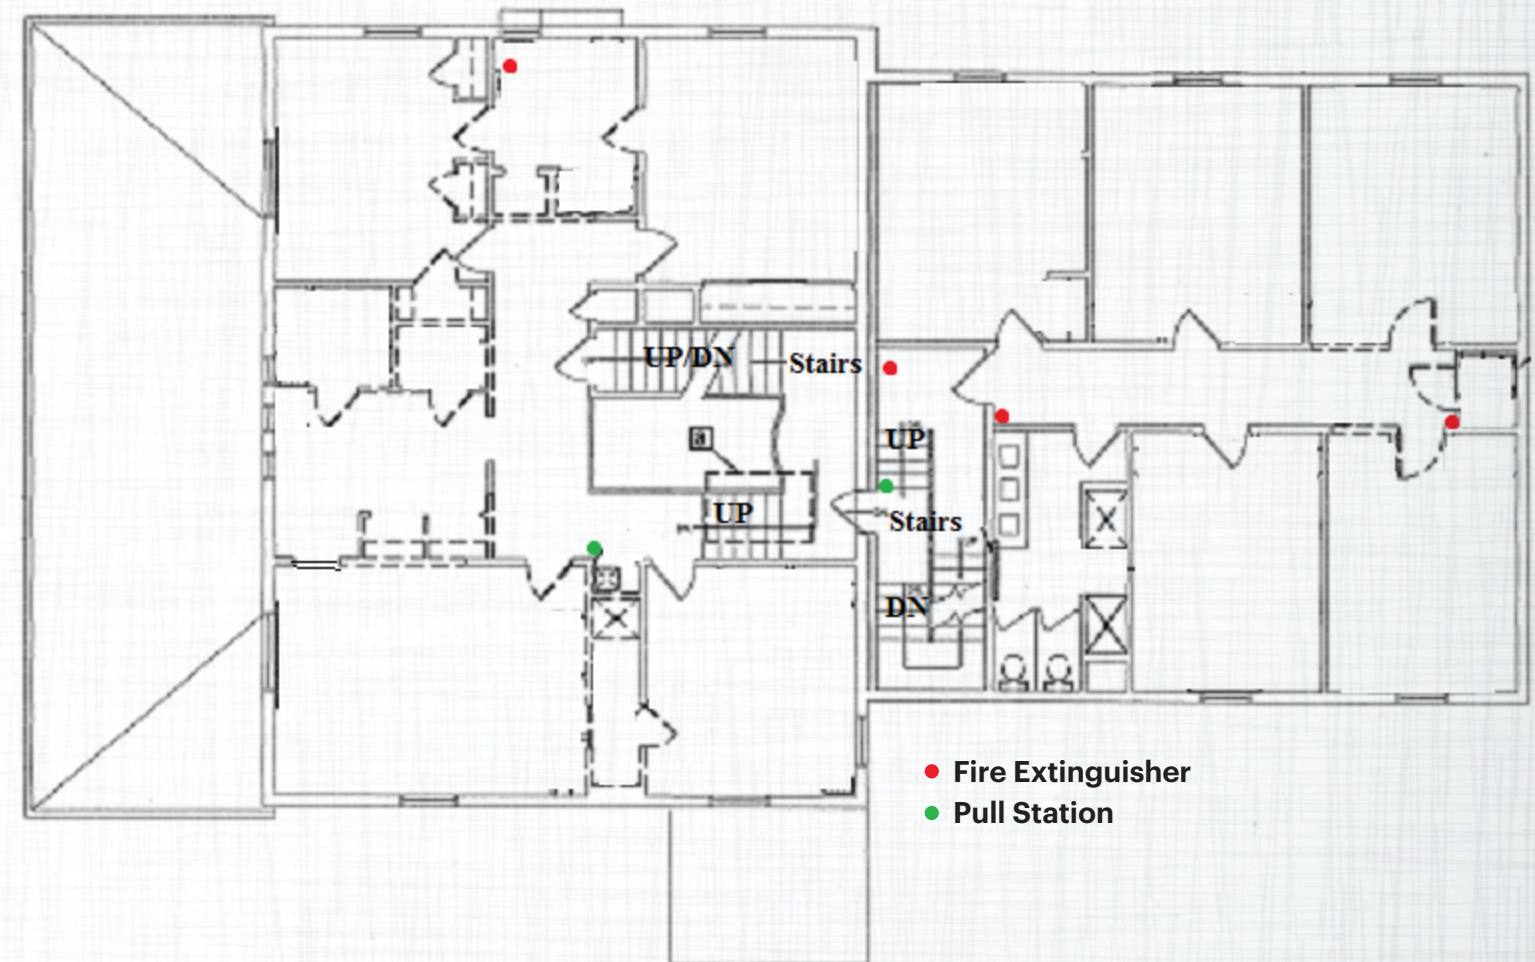 UP/DN
Stairs
UP
UP
Stairs
DN
Fire Extinguisher
Pull Station